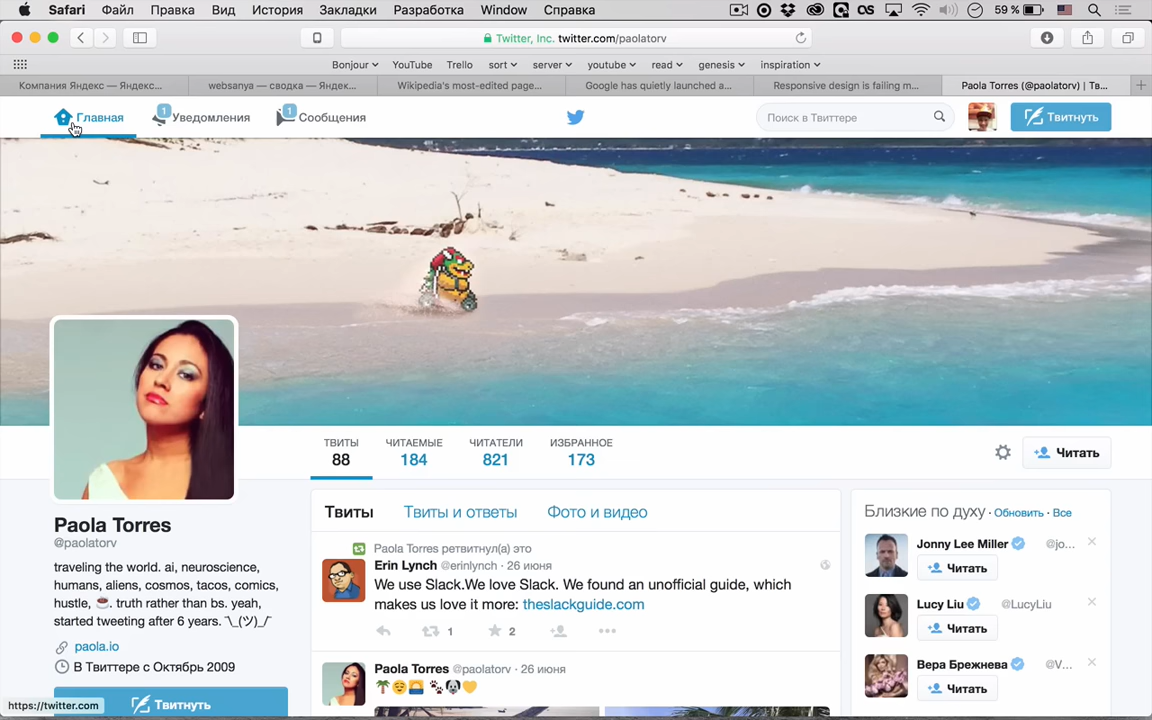 Safari Файл Правка Вид История Закладки Разработка Window Справка 59 %
Twitter, Inc. twitter.com/paolatorv
Bonjour YouTube Trello sort server youtube read genesis inspiration
Компания Яндекс — Яндекс... websanya — сводка — Яндек... Wikipedia's most-edited page... Google has quietly launched a... Responsive design is failing m... Paola Torres (@paolatorv) | Тв...
Главная 1 Уведомления 1 Сообщения Поиск в Твиттере Твитнуть
ТВИТЫ ЧИТАЕМЫЕ ЧИТАТЕЛИ ИЗБРАННОЕ
88 184 821 173 Читать
Paola Torres
@paolatorv
traveling the world. ai, neuroscience,
humans, aliens, cosmos, tacos, comics,
hustle, ☕. truth rather than bs. yeah,
started tweeting after 6 years. ¯\_(ツ)_/¯
paola.io
В Твиттере с Октябрь 2009
Твитнуть
https://twitter.com
Твиты Твиты и ответы Фото и видео
Paola Torres ретвитнул(а) это
Erin Lynch @erinlynch · 26 июня
We use Slack.We love Slack. We found an unofficial guide, which
makes us love it more: theslackguide.com
1 2 •••
Paola Torres @paolatorv · 26 июня
🌴😌🌅 🐾🐶💛
Близкие по духу · Обновить · Все
Jonny Lee Miller @jo...
Читать
Lucy Liu @LucyLiu
Читать
Вера Брежнева @V...
Читать